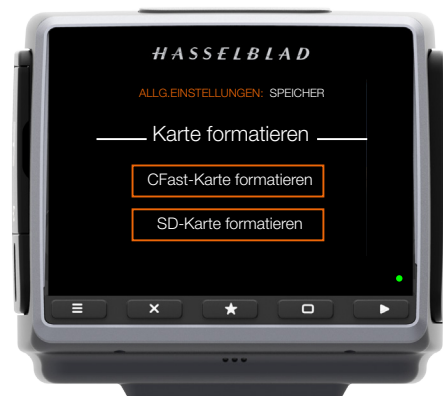 HASSELBLAD
ALLG.EINSTELLUNGEN: SPEICHER
Karte formatieren
CFast-Karte formatieren
SD-Karte formatieren